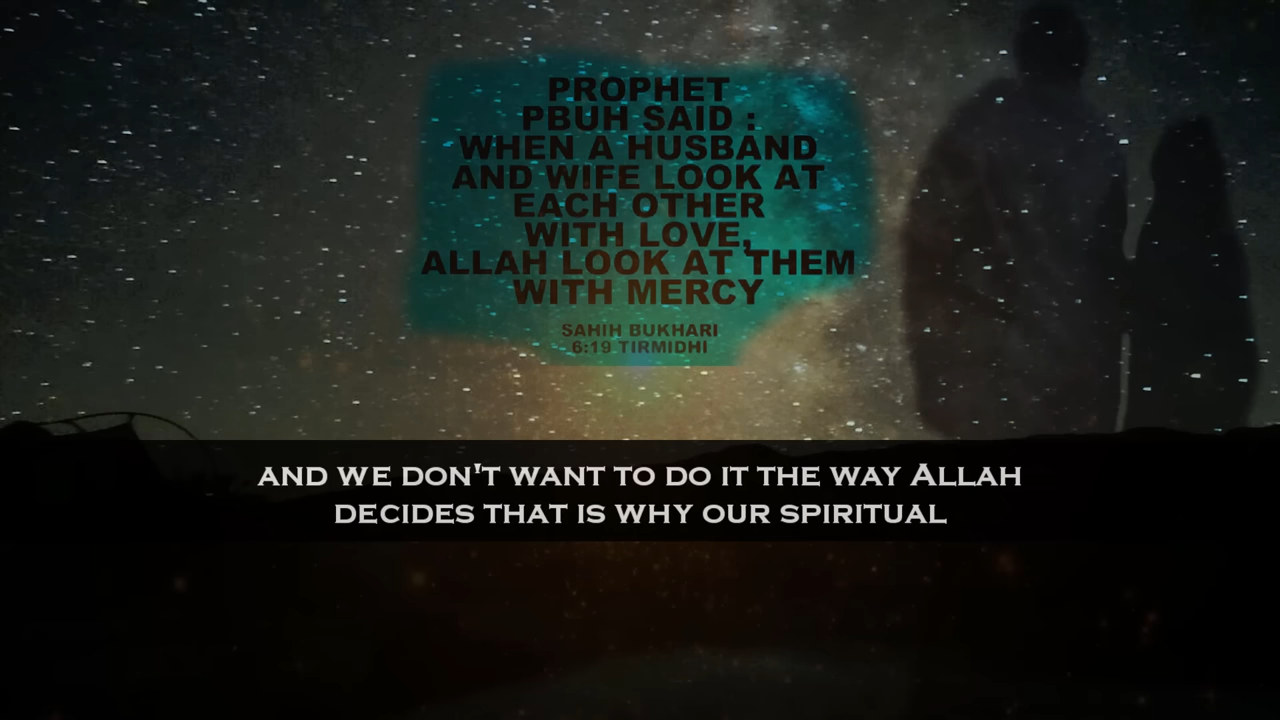 PROPHET
PBUH SAID :
WHEN A HUSBAND
AND WIFE LOOK AT
EACH OTHER
WITH LOVE,
ALLAH LOOK AT THEM
WITH MERCY
SAHIH BUKHARI
6:19 TIRMIDHI
AND WE DON'T WANT TO DO IT THE WAY ALLAH
DECIDES THAT IS WHY OUR SPIRITUAL